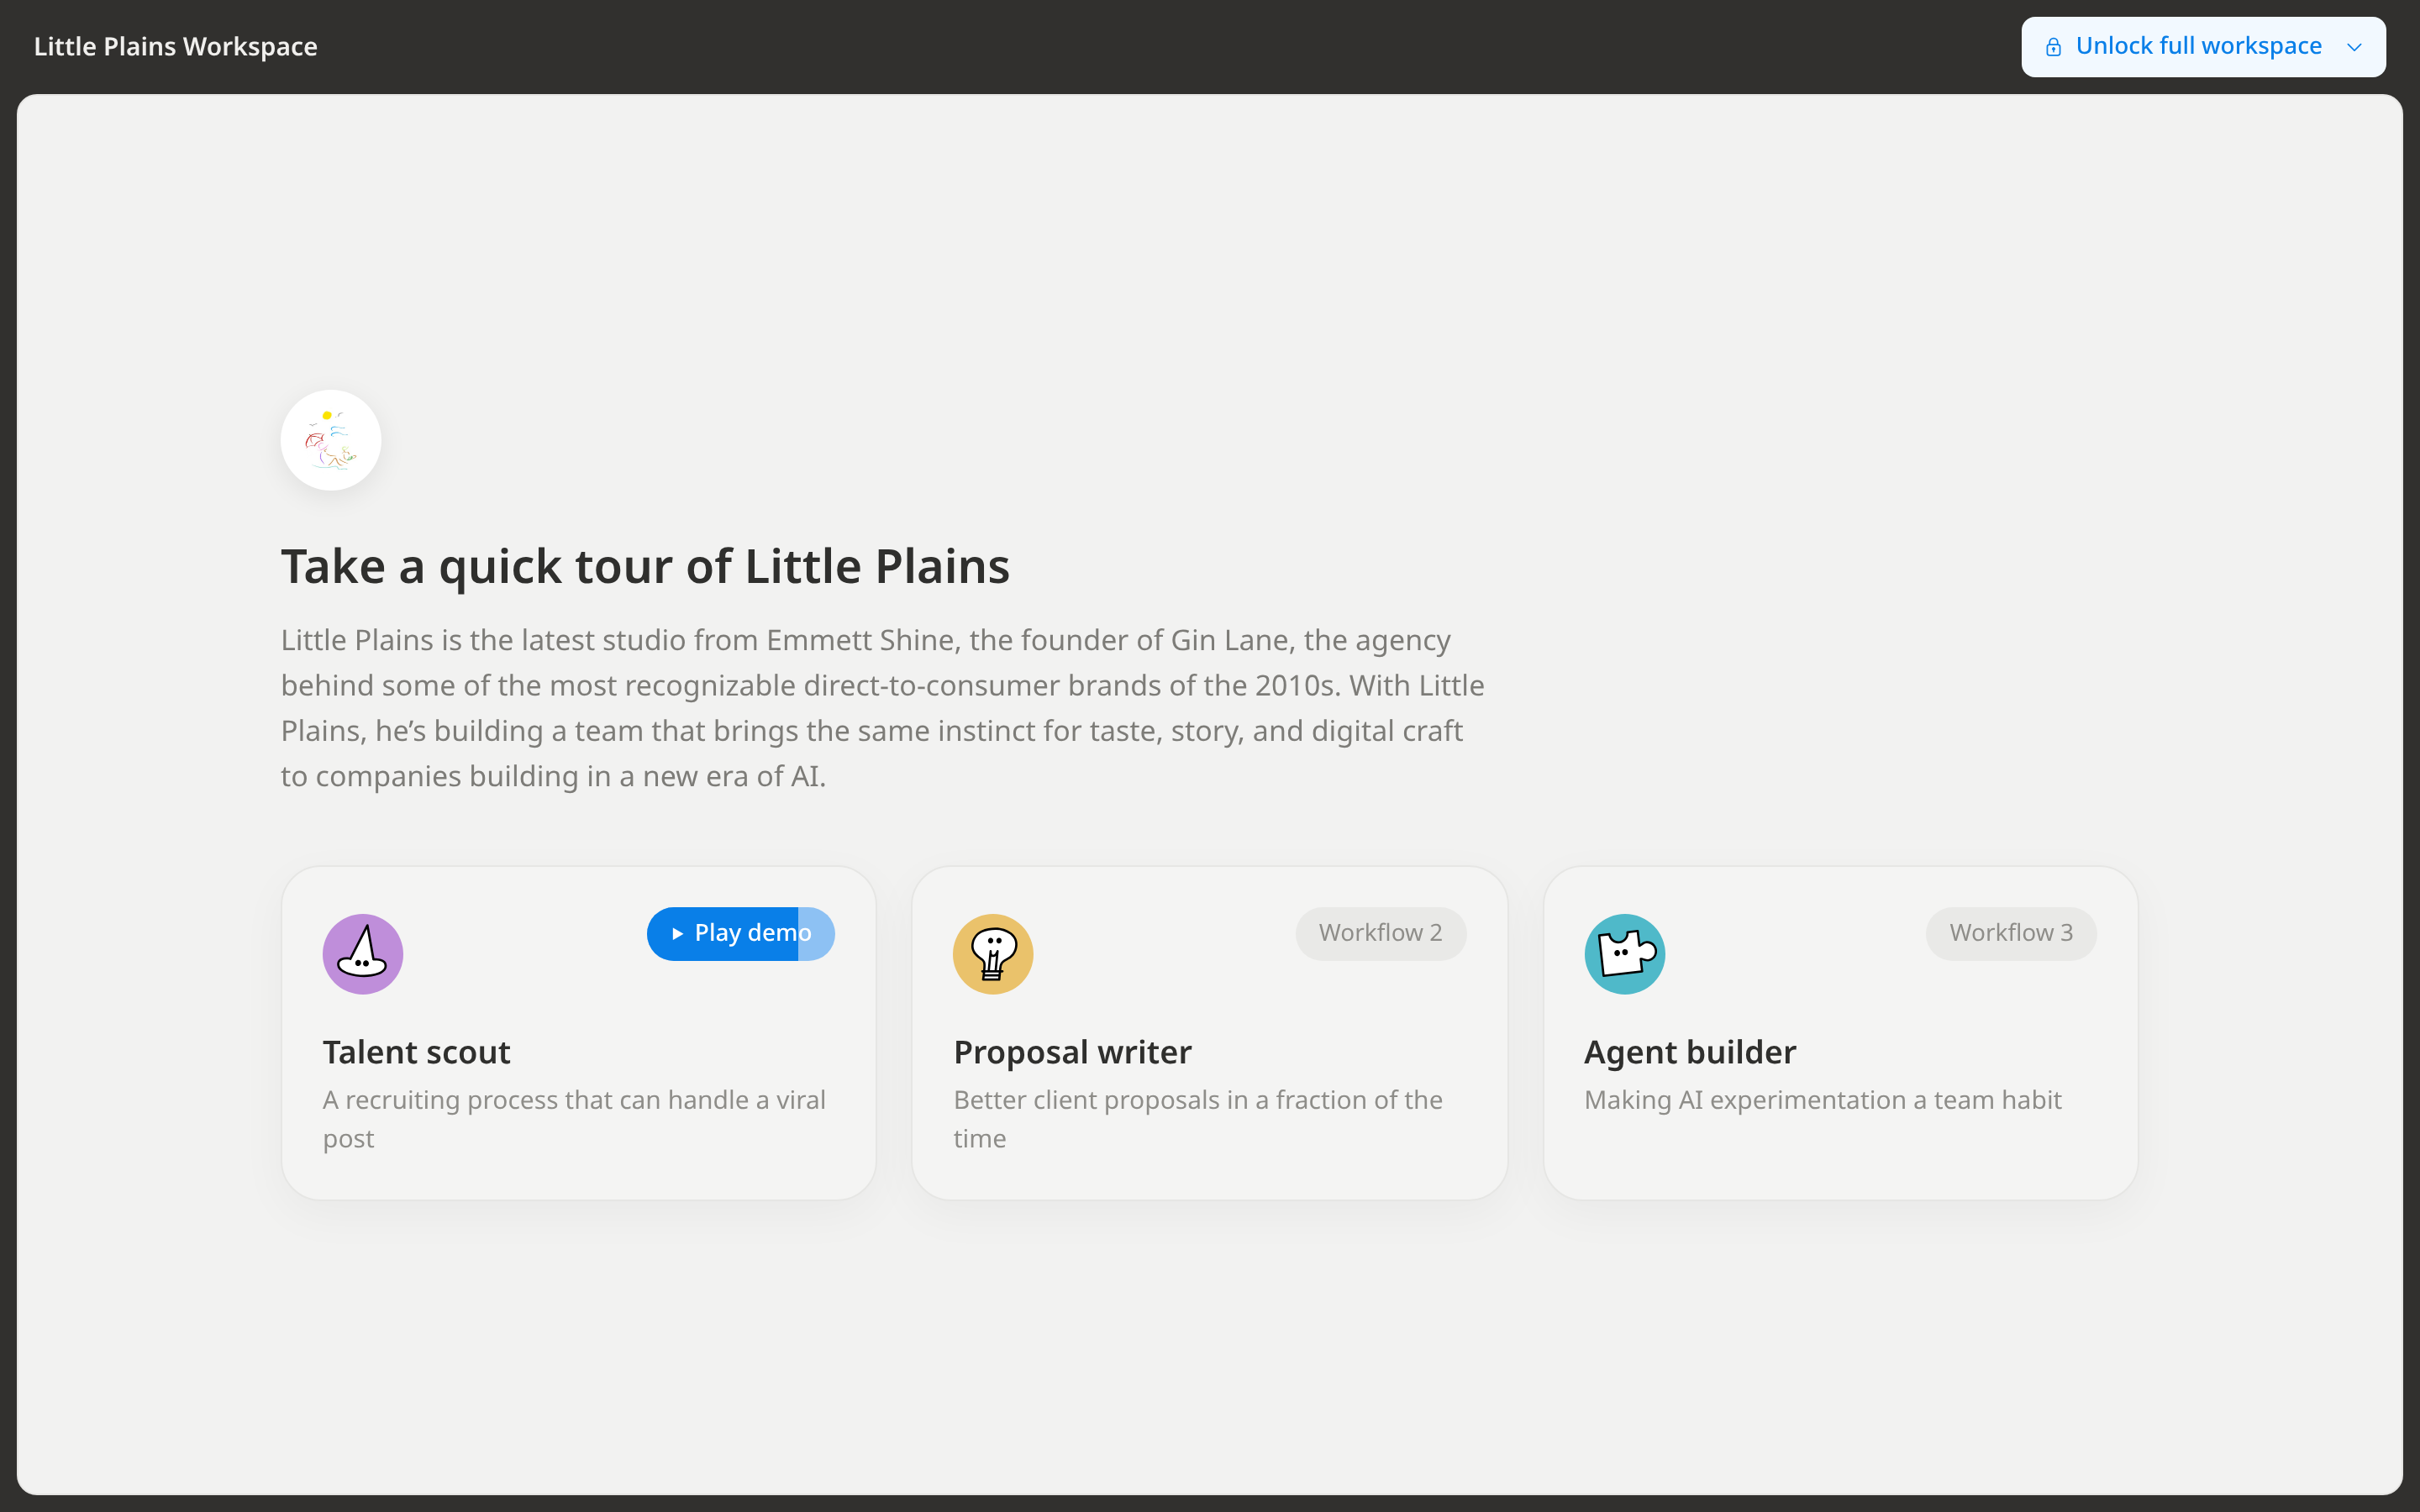 Little Plains Workspace
Unlock full workspace
Take a quick tour of Little Plains
Little Plains is the latest studio from Emmett Shine, the founder of Gin Lane, the agency
behind some of the most recognizable direct-to-consumer brands of the 2010s. With Little
Plains, he’s building a team that brings the same instinct for taste, story, and digital craft
to companies building in a new era of AI.
Play demo
Talent scout
A recruiting process that can handle a viral
post
Workflow 2
Proposal writer
Better client proposals in a fraction of the
time
Workflow 3
Agent builder
Making AI experimentation a team habit